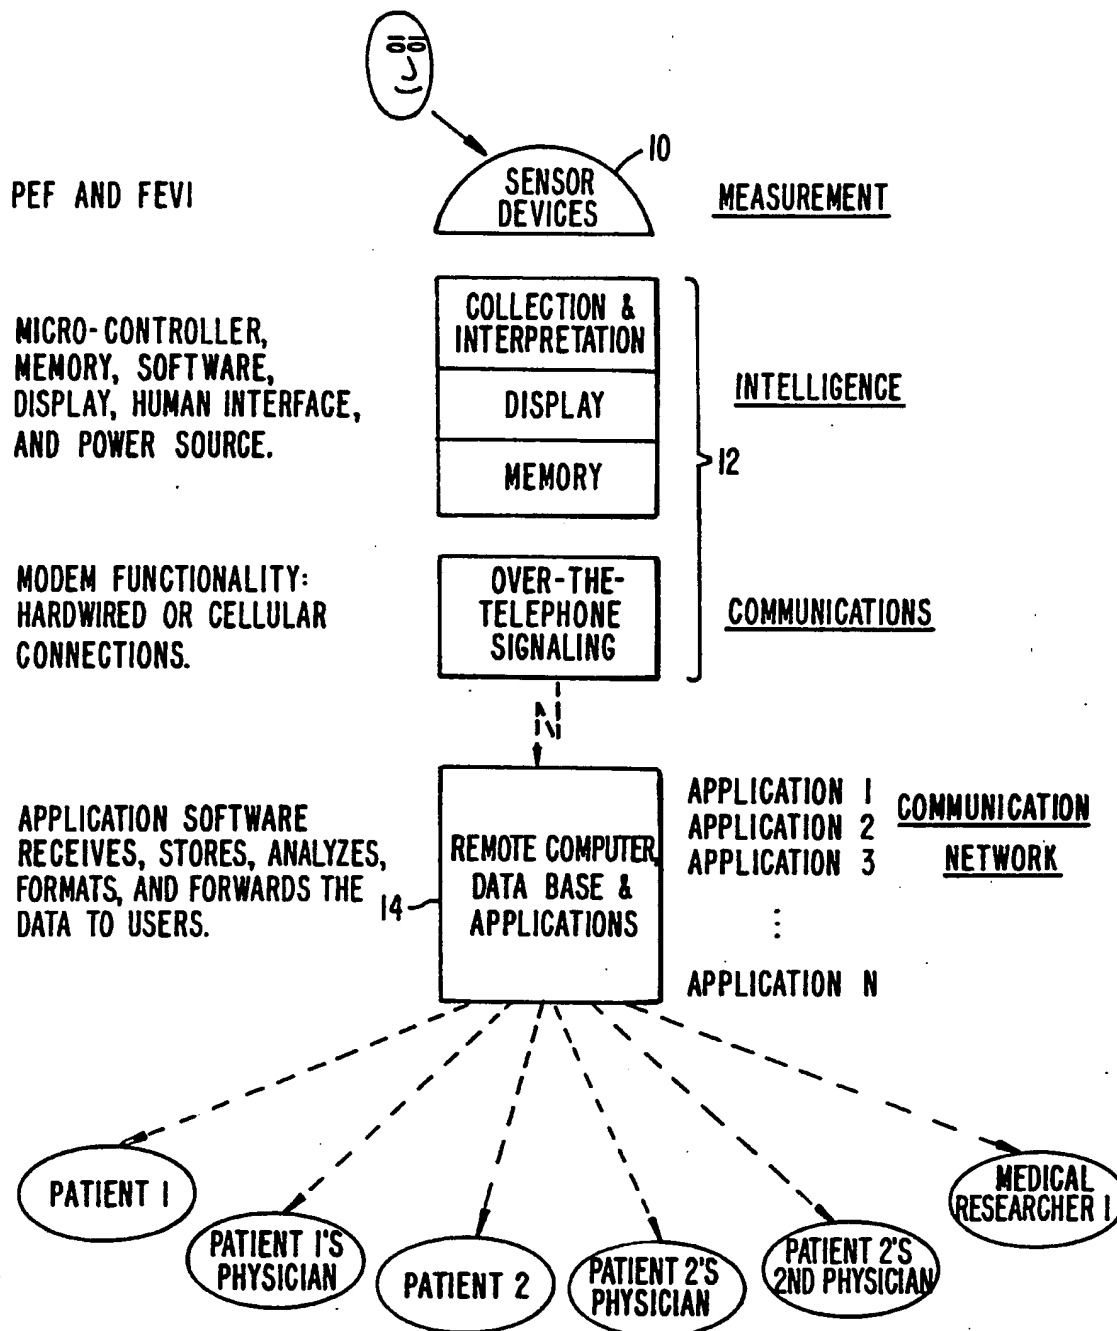 10
PEF AND FEVI
SENSOR
DEVICES
MEASUREMENT
MICRO-CONTROLLER,
MEMORY, SOFTWARE,
DISPLAY, HUMAN INTERFACE,
AND POWER SOURCE.
COLLECTION &
INTERPRETATION
DISPLAY
MEMORY
INTELLIGENCE
12
MODEM FUNCTIONALITY:
HARDWIRED OR CELLULAR
CONNECTIONS.
OVER-THE-
TELEPHONE
SIGNALING
COMMUNICATIONS
APPLICATION SOFTWARE
RECEIVES, STORES, ANALYZES,
FORMATS, AND FORWARDS THE
DATA TO USERS.
14
REMOTE COMPUTER,
DATA BASE &
APPLICATIONS
APPLICATION 1
APPLICATION 2
APPLICATION 3
⋮
APPLICATION N
COMMUNICATION
NETWORK
PATIENT 1
PATIENT 1'S
PHYSICIAN
PATIENT 2
PATIENT 2'S
PHYSICIAN
PATIENT 2'S
2ND PHYSICIAN
MEDICAL
RESEARCHER 1